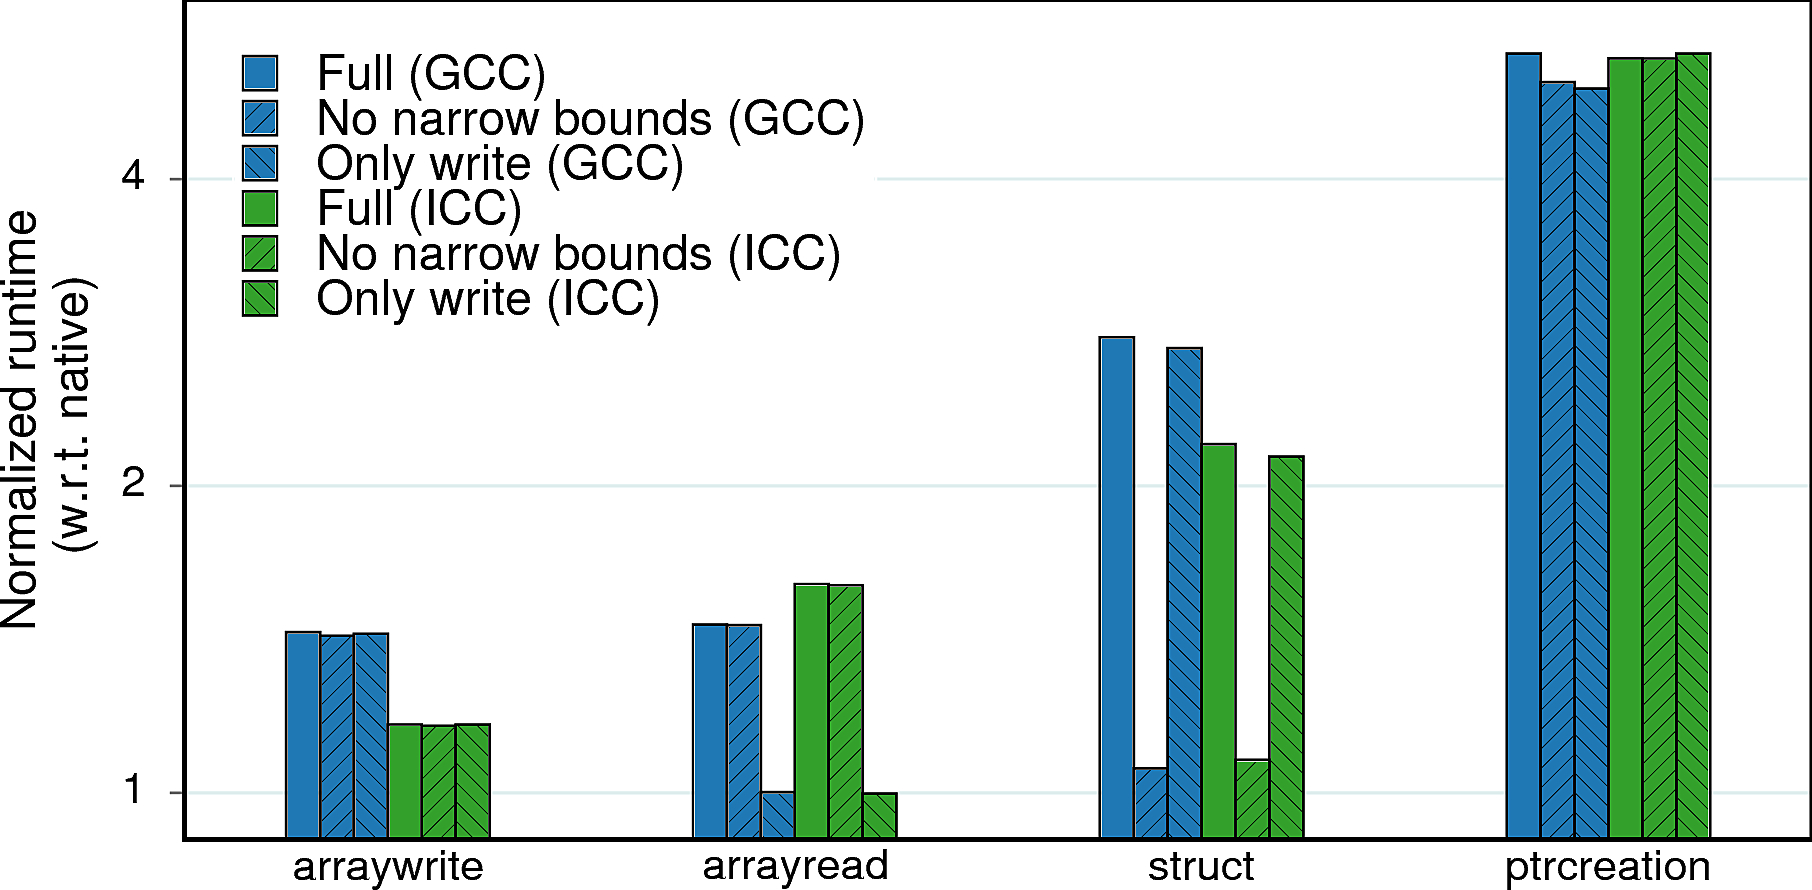 Full (GCC)
No narrow bounds (GCC)
Only write (GCC)
Full (ICC)
No narrow bounds (ICC)
Only write (ICC)
Normalized runtime
(w.r.t. native)
4
2
1
arraywrite
arrayread
struct
ptrcreation